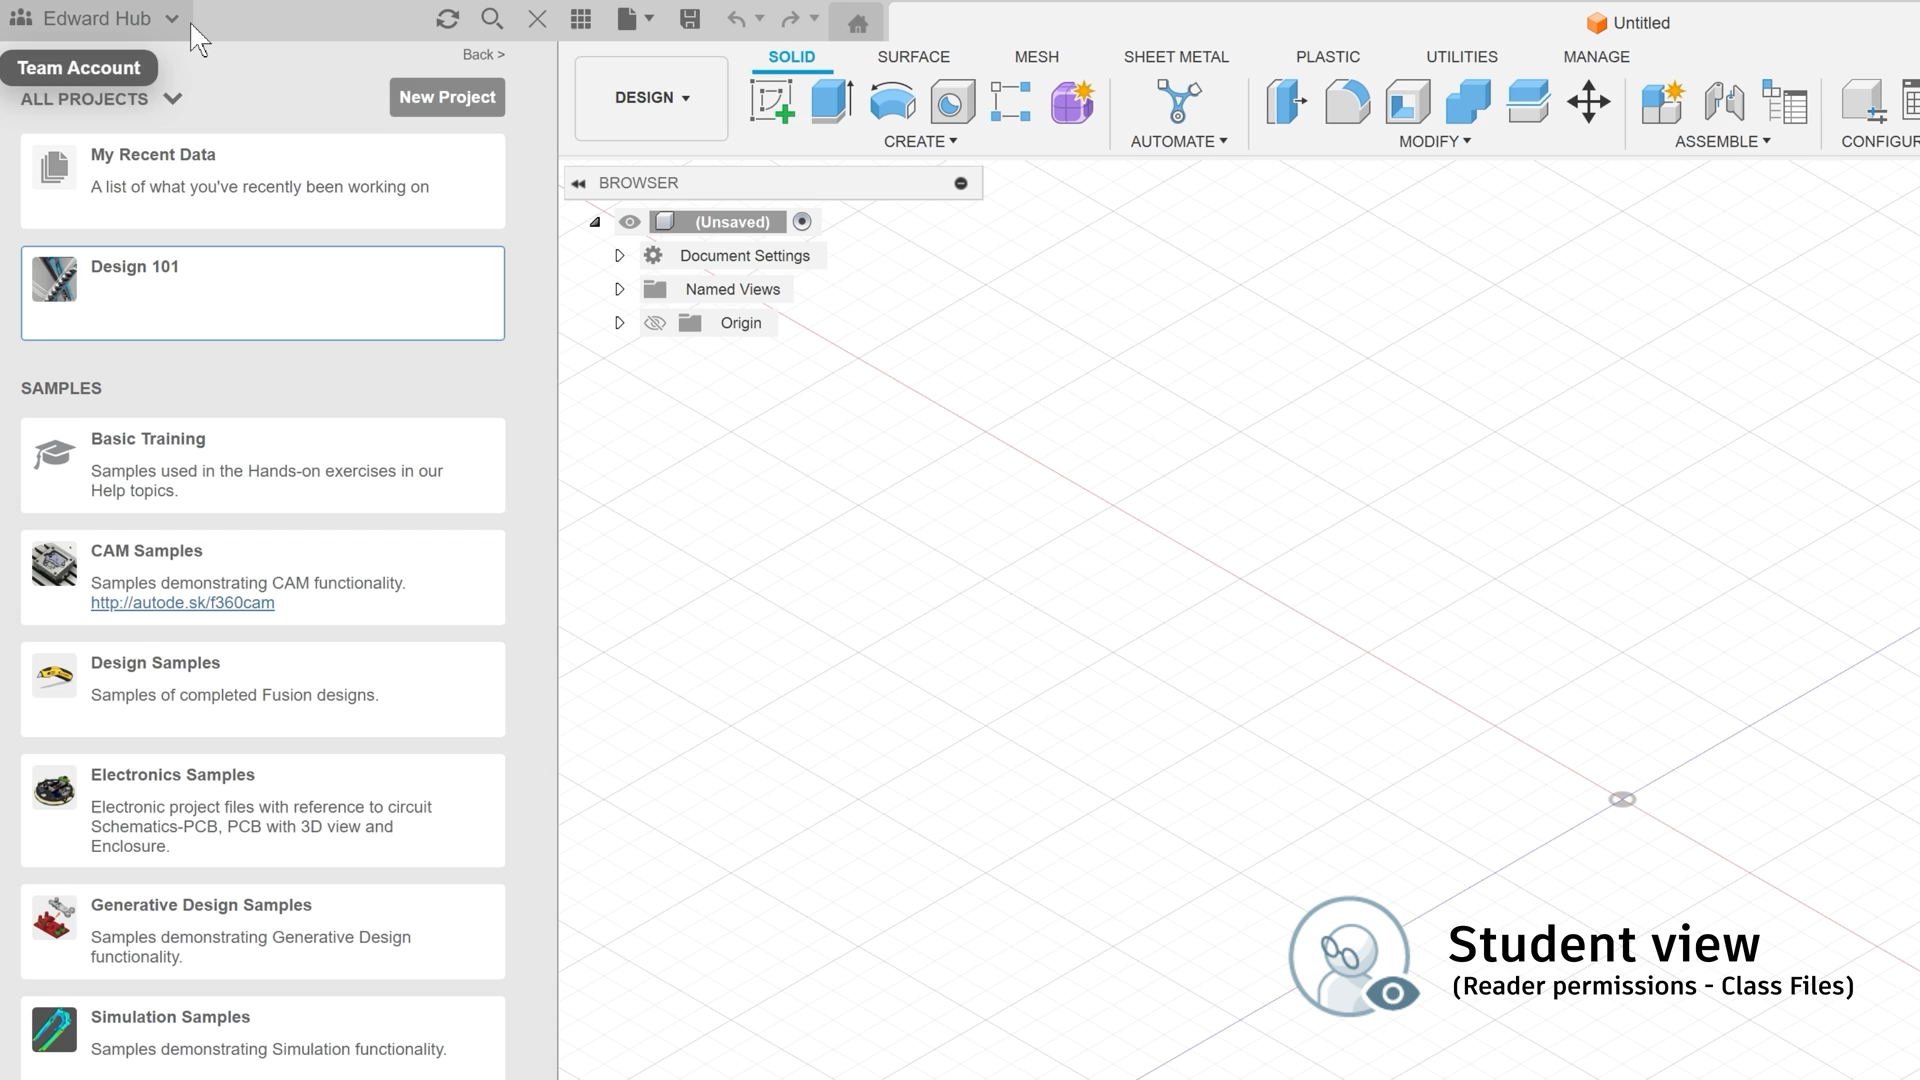 Edward Hub
Untitled
Back >
Team Account
ALL PROJECTS
New Project
My Recent Data
A list of what you've recently been working on
Design 101
SAMPLES
Basic Training
Samples used in the Hands-on exercises in our
Help topics.
CAM Samples
Samples demonstrating CAM functionality.
http://autode.sk/f360cam
Design Samples
Samples of completed Fusion designs.
Electronics Samples
Electronic project files with reference to circuit
Schematics-PCB, PCB with 3D view and
Enclosure.
Generative Design Samples
Samples demonstrating Generative Design
functionality.
Simulation Samples
Samples demonstrating Simulation functionality.
SOLID SURFACE MESH SHEET METAL PLASTIC UTILITIES MANAGE
DESIGN
CREATE AUTOMATE MODIFY ASSEMBLE CONFIGUR
BROWSER
(Unsaved)
Document Settings
Named Views
Origin
Student view
(Reader permissions - Class Files)